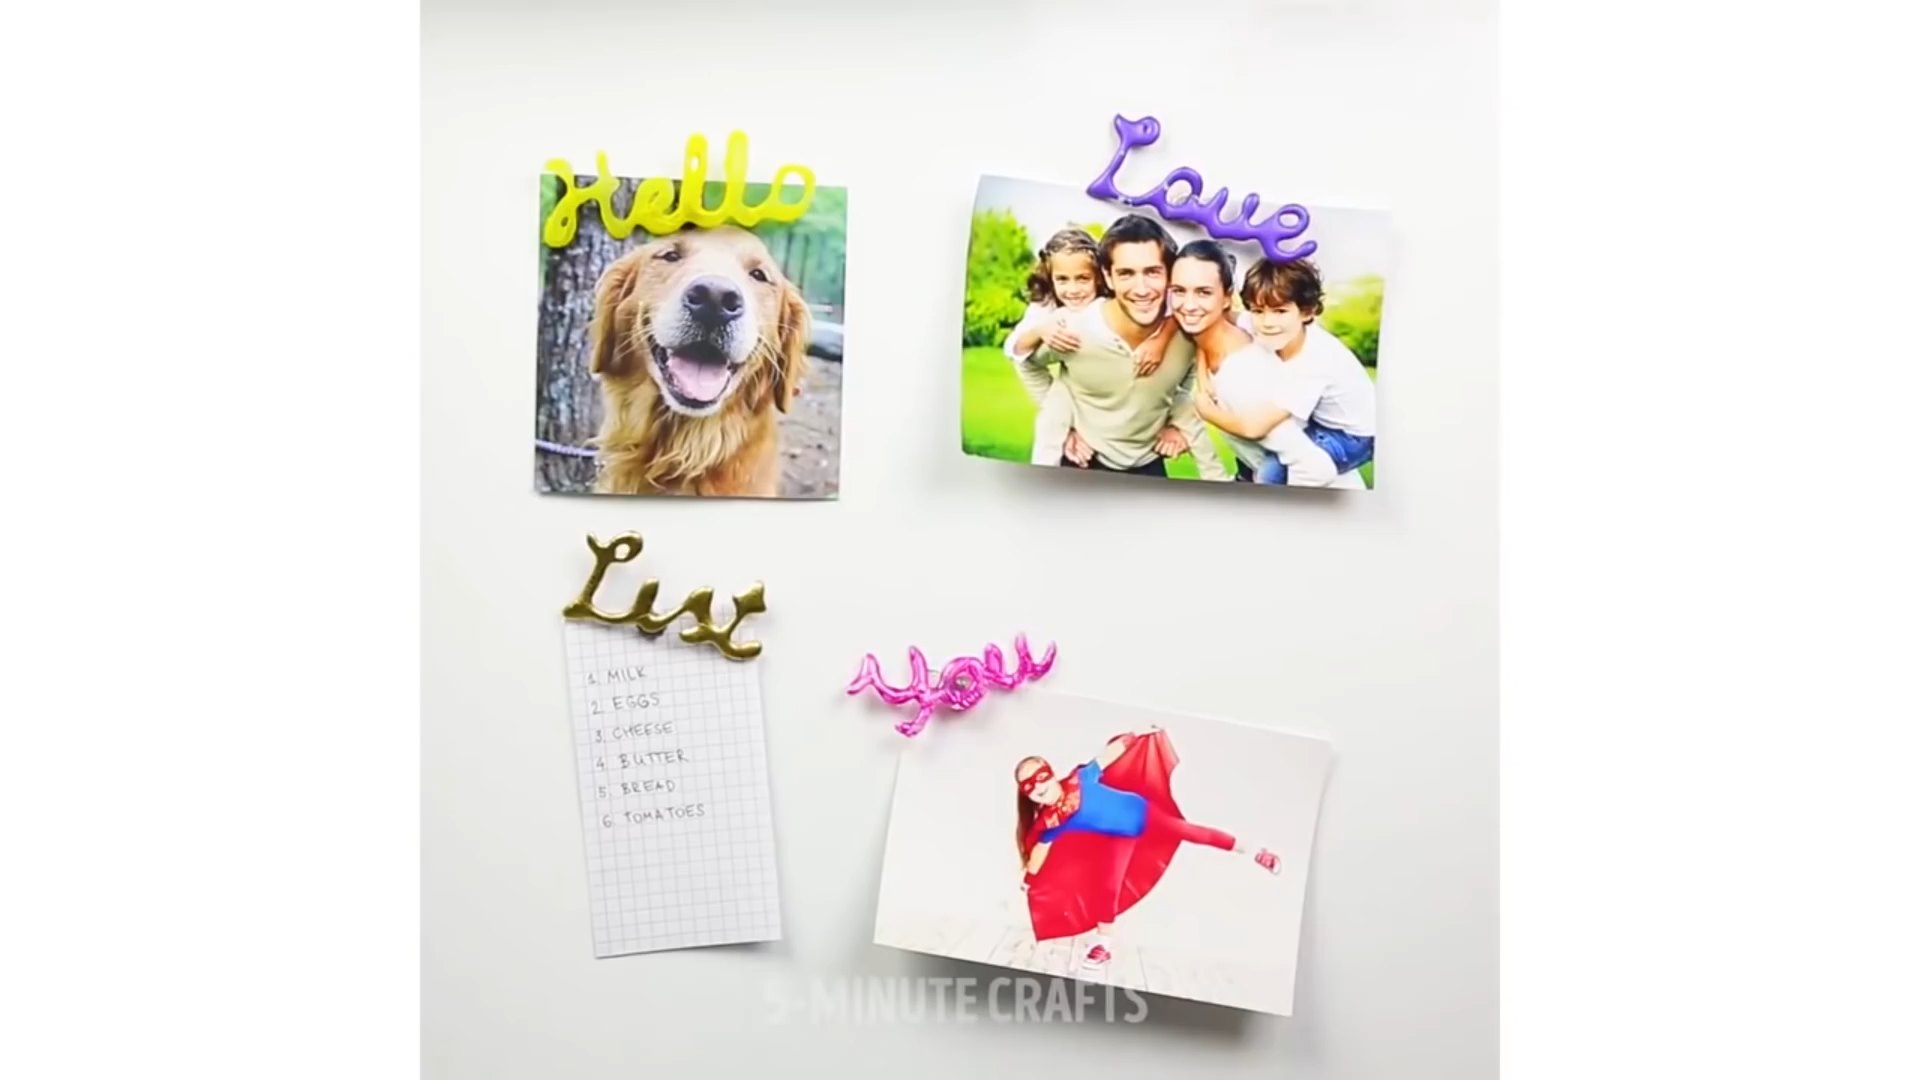 Hello
Love
List
1. MILK
2. EGGS
3. CHEESE
4. BUTTER
5. BREAD
6. TOMATOES
you
5-MINUTE CRAFTS